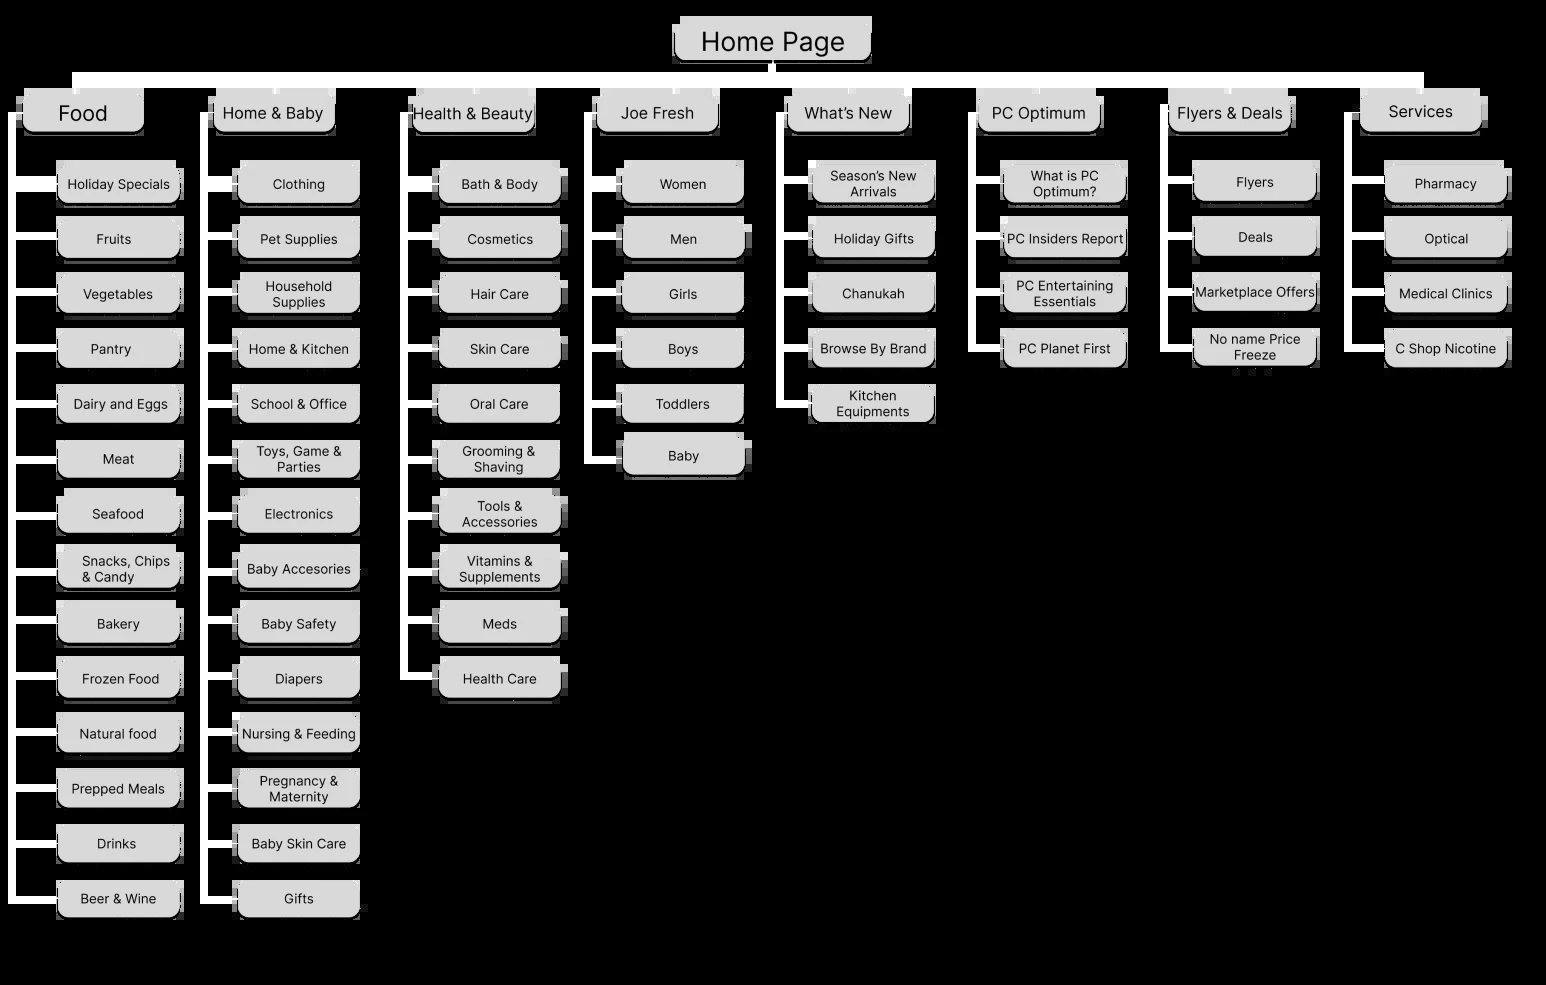 Home Page
Food
Holiday Specials
Fruits
Vegetables
Pantry
Dairy and Eggs
Meat
Seafood
Snacks, Chips
& Candy
Bakery
Frozen Food
Natural food
Prepped Meals
Drinks
Beer & Wine
Home & Baby
Clothing
Pet Supplies
Household
Supplies
Home & Kitchen
School & Office
Toys, Game &
Parties
Electronics
Baby Accesories
Baby Safety
Diapers
Nursing & Feeding
Pregnancy &
Maternity
Baby Skin Care
Gifts
Health & Beauty
Bath & Body
Cosmetics
Hair Care
Skin Care
Oral Care
Grooming &
Shaving
Tools &
Accessories
Vitamins &
Supplements
Meds
Health Care
Joe Fresh
Women
Men
Girls
Boys
Toddlers
Baby
What's New
Season's New
Arrivals
Holiday Gifts
Chanukah
Browse By Brand
Kitchen
Equipments
PC Optimum
What is PC
Optimum?
PC Insiders Report
PC Entertaining
Essentials
PC Planet First
Flyers & Deals
Flyers
Deals
Marketplace Offers
No name Price
Freeze
Services
Pharmacy
Optical
Medical Clinics
C Shop Nicotine